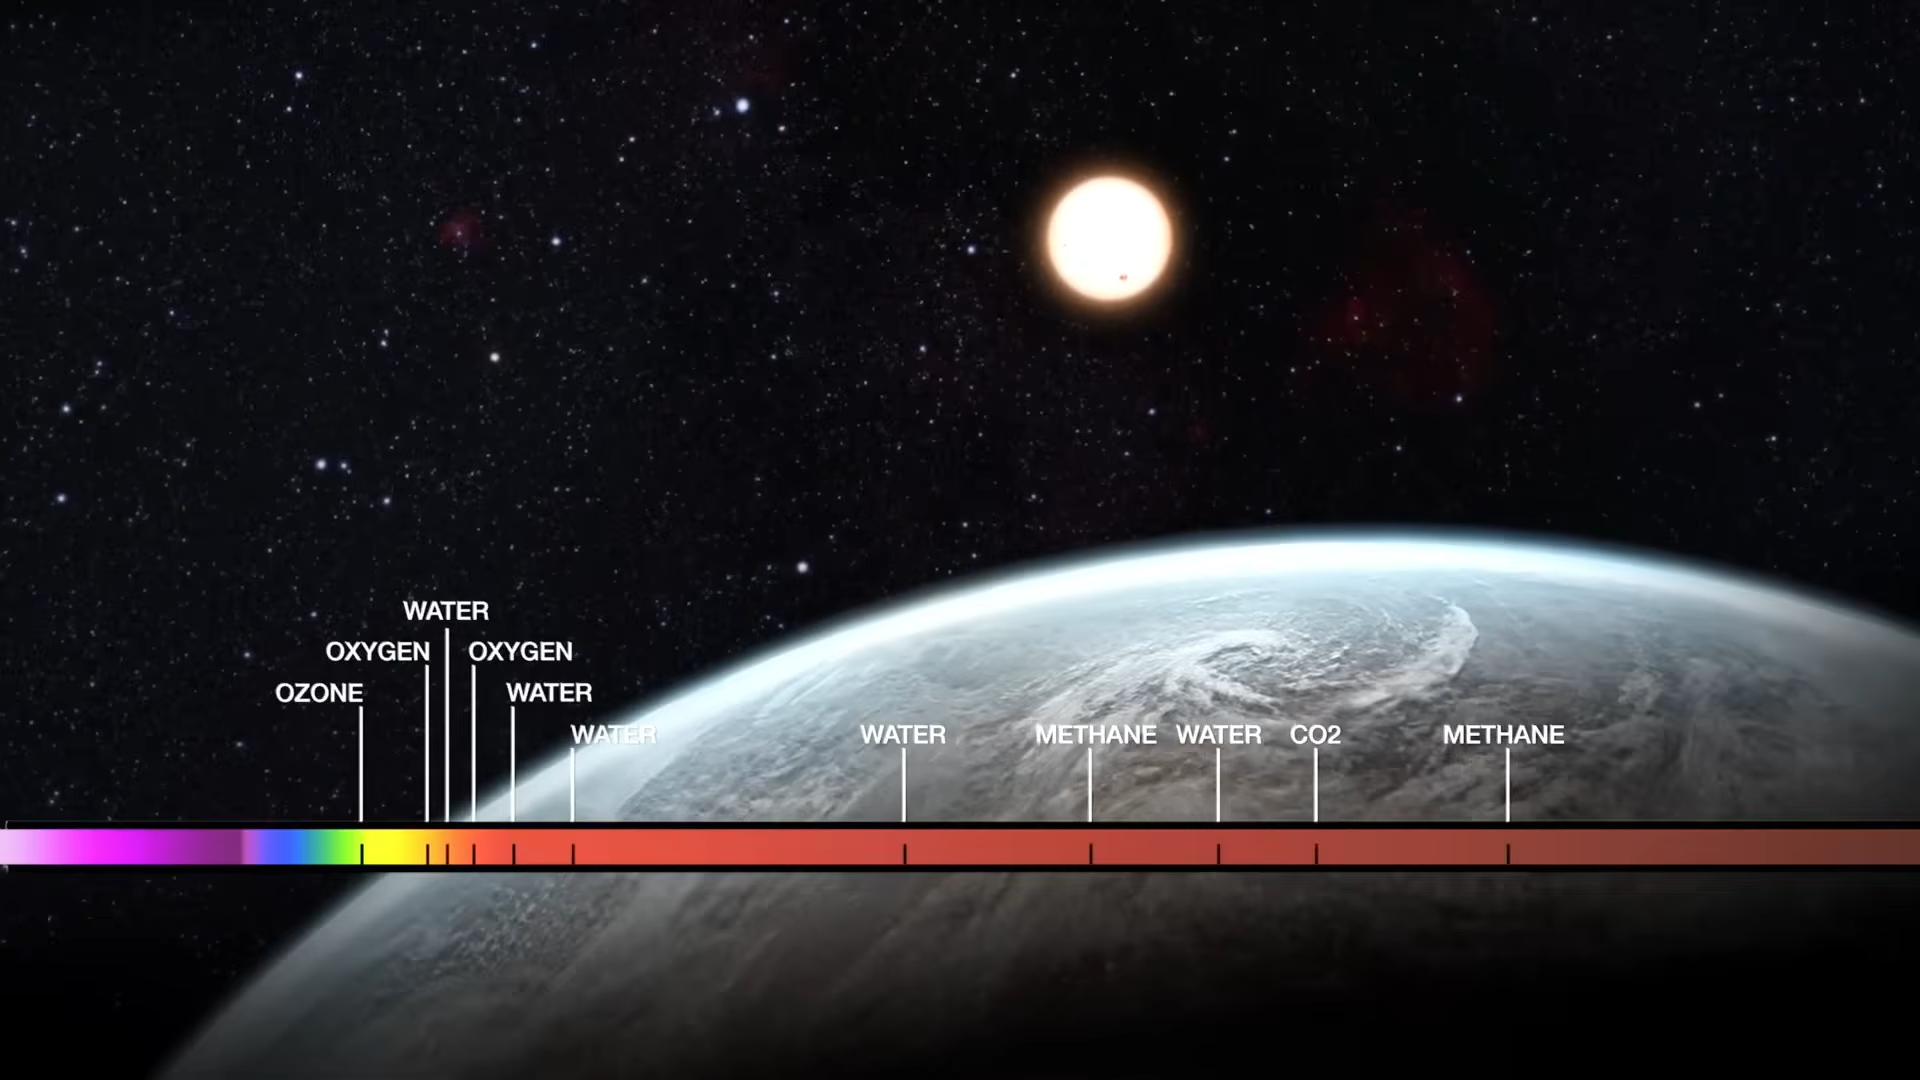 WATER
OXYGEN OXYGEN
OZONE WATER
WATER WATER METHANE WATER CO2 METHANE